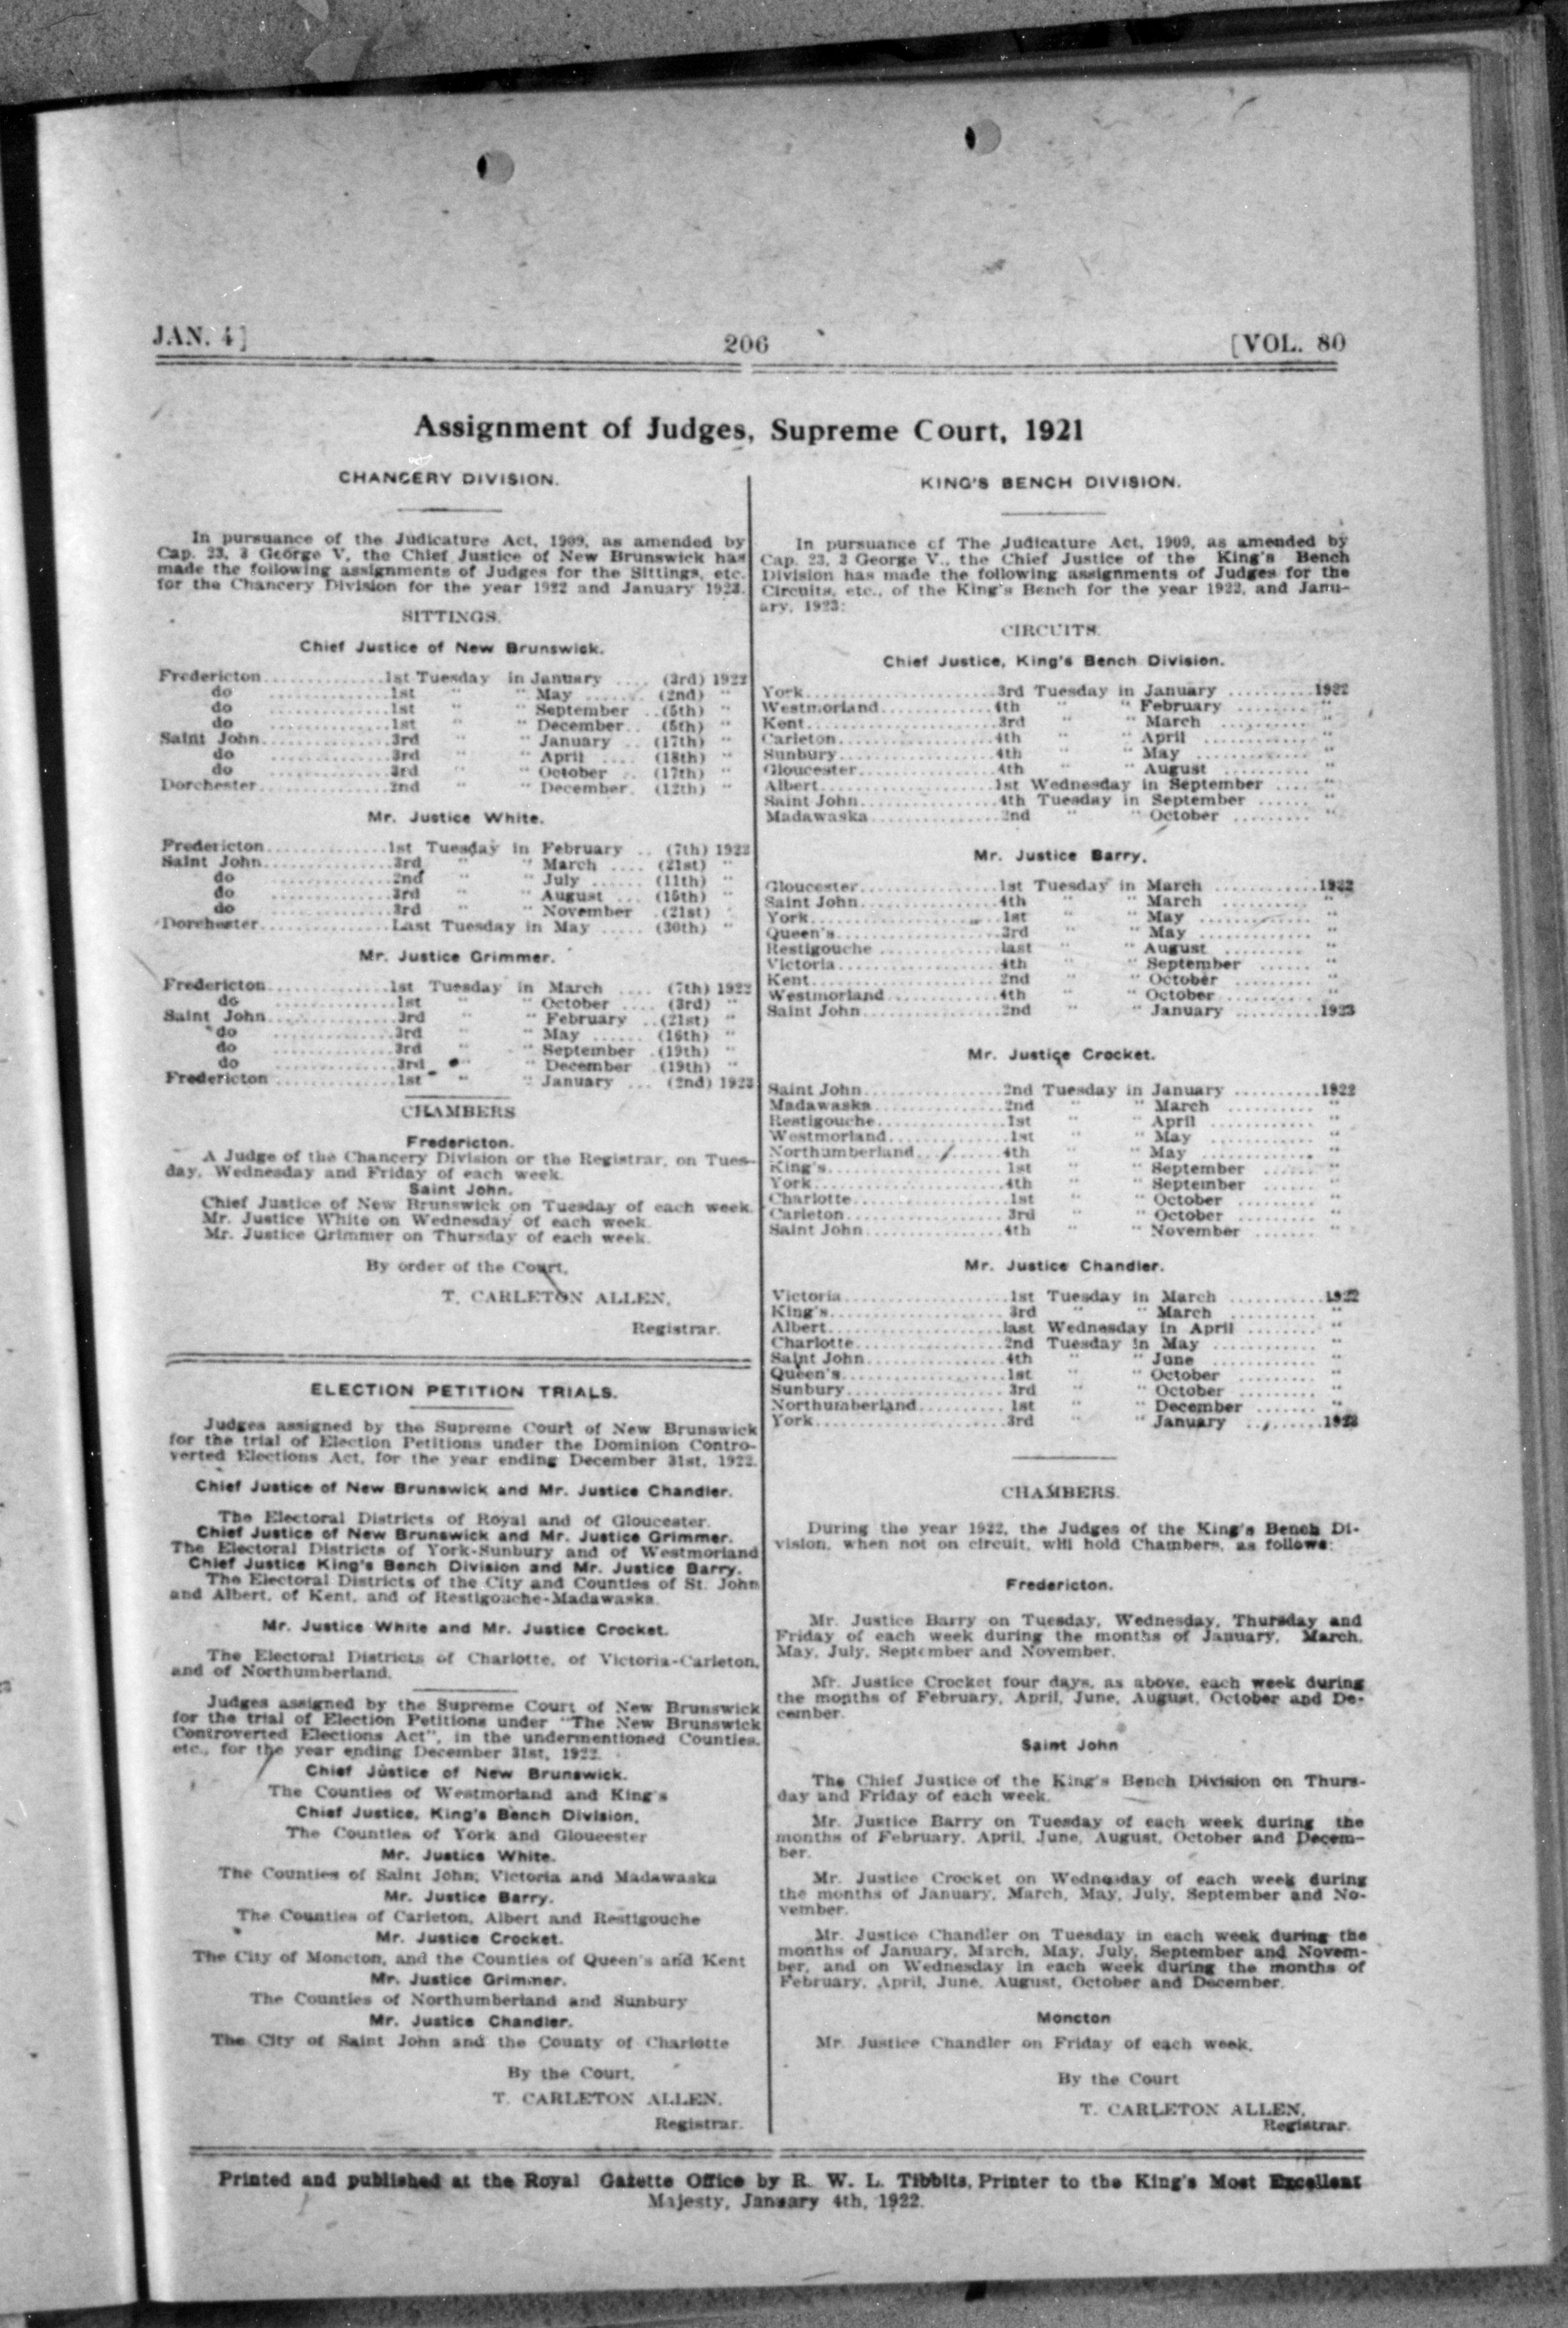 JAN. 4]
206
[VOL. 80
Assignment of Judges, Supreme Court, 1921
CHANCERY DIVISION.
In pursuance of the Judicature Act, 1909, as amended by
Cap. 23, 3 George V, the Chief Justice of New Brunswick has
made the following assignments of Judges for the Sittings, etc.
for the Chancery Division for the year 1922 and January 1923.
SITTINGS.
Chief Justice of New Brunswick.
Fredericton..............1st Tuesday in January .... (3rd) 1922
do ..............1st " " May ...... (2nd) "
do ..............1st " " September ..(5th) "
do ..............1st " " December.. (5th) "
Saint John..............3rd " " January .. (17th) "
do ..............3rd " " April .... (18th) "
do ..............3rd " " October .. (17th) "
Dorchester..............2nd " " December. (12th) "
Mr. Justice White.
Fredericton..............1st Tuesday in February .. (7th) 1922
Saint John..............3rd " " March .... (21st) "
do ..............2nd " " July ...... (11th) "
do ..............3rd " " August ... (15th) "
do ..............3rd " " November .(21st) "
Dorchester..............Last Tuesday in May ..... (30th) "
Mr. Justice Grimmer.
Fredericton..............1st Tuesday in March .... (7th) 1922
do ..............1st " " October .... (3rd) "
Saint John..............3rd " " February ..(21st) "
do ..............3rd " " May ...... (16th) "
do ..............3rd " " September .(19th) "
do ..............3rd " " December .(19th) "
Fredericton ..............1st " " January ... (2nd) 1923
CHAMBERS
Fredericton.
A Judge of the Chancery Division or the Registrar, on Tues-
day, Wednesday and Friday of each week.
Saint John.
Chief Justice of New Brunswick on Tuesday of each week.
Mr. Justice White on Wednesday of each week.
Mr. Justice Grimmer on Thursday of each week.
By order of the Court,
T. CARLETON ALLEN,
Registrar.
ELECTION PETITION TRIALS.
Judges assigned by the Supreme Court of New Brunswick
for the trial of Election Petitions under the Dominion Contro-
verted Elections Act, for the year ending December 31st, 1922.
Chief Justice of New Brunswick and Mr. Justice Chandler.
The Electoral Districts of Royal and of Gloucester.
Chief Justice of New Brunswick and Mr. Justice Grimmer.
The Electoral Districts of York-Sunbury and of Westmorland
Chief Justice King's Bench Division and Mr. Justice Barry.
The Electoral Districts of the City and Counties of St. John
and Albert, of Kent, and of Restigouche-Madawaska.
Mr. Justice White and Mr. Justice Crocket.
The Electoral Districts of Charlotte, of Victoria-Carleton,
and of Northumberland.
Judges assigned by the Supreme Court of New Brunswick
for the trial of Election Petitions under "The New Brunswick
Controverted Elections Act", in the undermentioned Counties,
etc., for the year ending December 31st, 1922.
Chief Justice of New Brunswick.
The Counties of Westmorland and King's
Chief Justice, King's Bench Division,
The Counties of York and Gloucester
Mr. Justice White.
The Counties of Saint John; Victoria and Madawaska
Mr. Justice Barry.
The Counties of Carleton, Albert and Restigouche
Mr. Justice Crocket.
The City of Moncton, and the Counties of Queen's and Kent
Mr. Justice Grimmer.
The Counties of Northumberland and Sunbury
Mr. Justice Chandler.
The City of Saint John and the County of Charlotte
By the Court,
T. CARLETON ALLEN,
Registrar.
KING'S BENCH DIVISION.
In pursuance of The Judicature Act, 1909, as amended by
Cap. 23, 3 George V., the Chief Justice of the King's Bench
Division has made the following assignments of Judges for the
Circuits, etc., of the King's Bench for the year 1922, and Janu-
ary, 1923:
CIRCUITS.
Chief Justice, King's Bench Division.
York......................3rd Tuesday in January ..........1922
Westmorland.............4th " " February ........ "
Kent......................3rd " " March .......... "
Carleton..................4th " " April ............ "
Sunbury..................4th " " May ............. "
Gloucester................4th " " August .......... "
Albert....................1st Wednesday in September .... "
Saint John................4th Tuesday in September ...... "
Madawaska ..............2nd " " October ......... "
Mr. Justice Barry.
Gloucester................1st Tuesday in March ............1922
Saint John................4th " " March .......... "
York......................1st " " May ............. "
Queen's..................3rd " " May ............. "
Restigouche ..............last " " August ......... "
Victoria..................4th " " September ...... "
Kent......................2nd " " October ......... "
Westmorland.............4th " " October ......... "
Saint John................2nd " " January ..........1923
Mr. Justice Crocket.
Saint John................2nd Tuesday in January ..........1922
Madawaska..............2nd " " March .......... "
Restigouche..............1st " " April ............ "
Westmorland.............1st " " May ............ "
Northumberland..........4th " " May ............. "
King's....................1st " " September ...... "
York......................4th " " September ...... "
Charlotte.................1st " " October ......... "
Carleton..................3rd " " October ......... "
Saint John................4th " " November ....... "
Mr. Justice Chandler.
Victoria..................1st Tuesday in March ...........1922
King's....................3rd " " March ........... "
Albert....................last Wednesday in April ........ "
Charlotte.................2nd Tuesday in May ............ "
Saint John................4th " " June ............ "
Queen's..................1st " " October ......... "
Sunbury..................3rd " " October ......... "
Northumberland..........1st " " December ....... "
York......................3rd " " January .........1923
CHAMBERS.
During the year 1922, the Judges of the King's Bench Di-
vision, when not on circuit, will hold Chambers, as follows:
Fredericton.
Mr. Justice Barry on Tuesday, Wednesday, Thursday and
Friday of each week during the months of January, March,
May, July, September and November.
Mr. Justice Crocket four days, as above, each week during
the months of February, April, June, August, October and De-
cember.
Saint John
The Chief Justice of the King's Bench Division on Thurs-
day and Friday of each week.
Mr. Justice Barry on Tuesday of each week during the
months of February, April, June, August, October and Decem-
ber.
Mr. Justice Crocket on Wednesday of each week during
the months of January, March, May, July, September and No-
vember.
Mr. Justice Chandler on Tuesday in each week during the
months of January, March, May, July, September and Novem-
ber, and on Wednesday in each week during the months of
February, April, June, August, October and December.
Moncton
Mr. Justice Chandler on Friday of each week.
By the Court
T. CARLETON ALLEN,
Registrar.
Printed and published at the Royal Gazette Office by R. W. L. Tibbits, Printer to the King's Most Excellent
Majesty, January 4th, 1922.